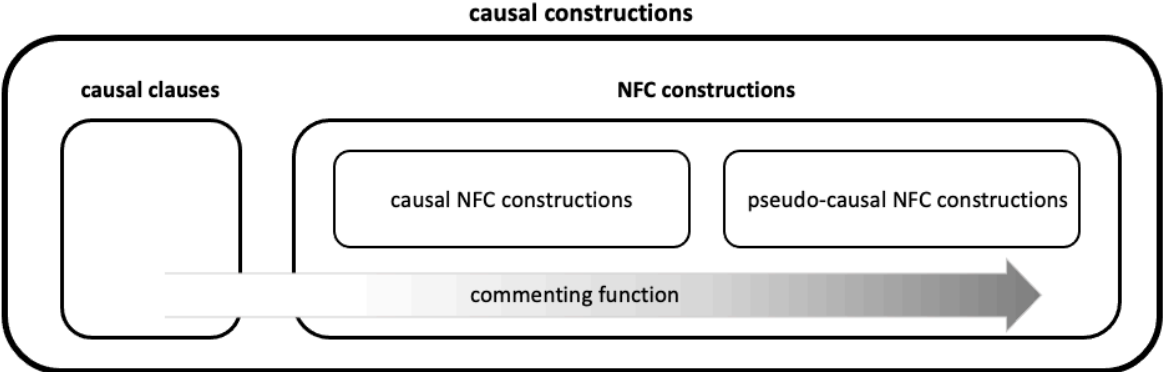 causal constructions
causal clauses
NFC constructions
causal NFC constructions
pseudo-causal NFC constructions
commenting function